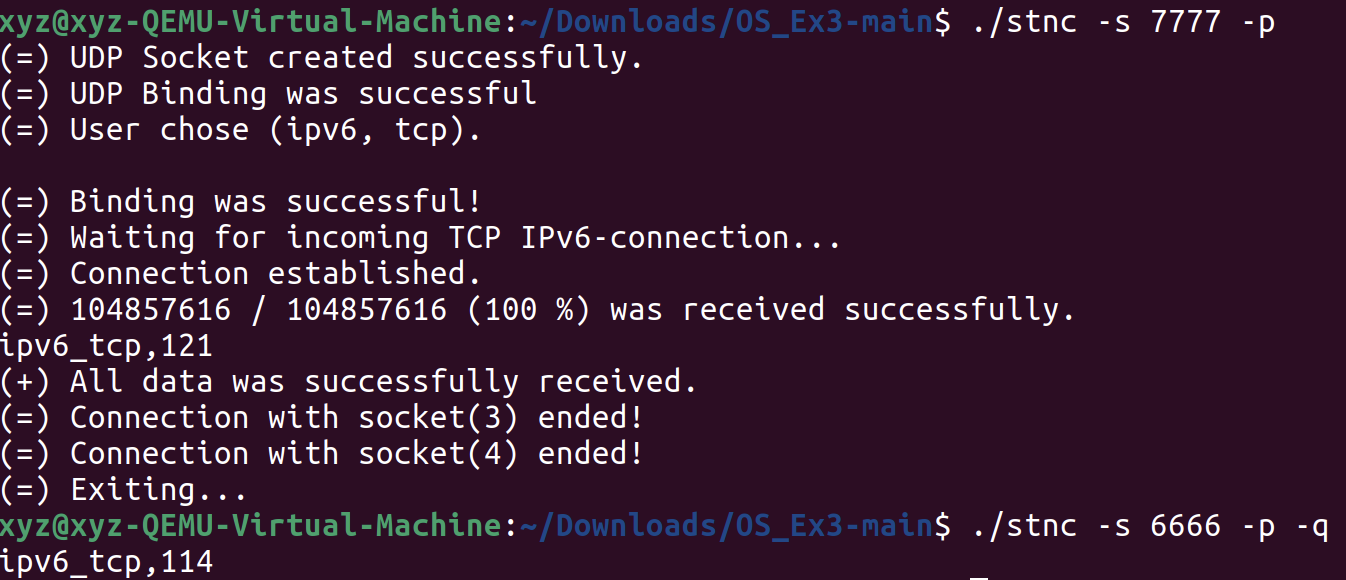 xyz@xyz-QEMU-Virtual-Machine:~/Downloads/OS_Ex3-main$ ./stnc -s 7777 -p
(=) UDP Socket created successfully.
(=) UDP Binding was successful
(=) User chose (ipv6, tcp).

(=) Binding was successful!
(=) Waiting for incoming TCP IPv6-connection...
(=) Connection established.
(=) 104857616 / 104857616 (100 %) was received successfully.
ipv6_tcp,121
(+) All data was successfully received.
(=) Connection with socket(3) ended!
(=) Connection with socket(4) ended!
(=) Exiting...
xyz@xyz-QEMU-Virtual-Machine:~/Downloads/OS_Ex3-main$ ./stnc -s 6666 -p -q
ipv6_tcp,114